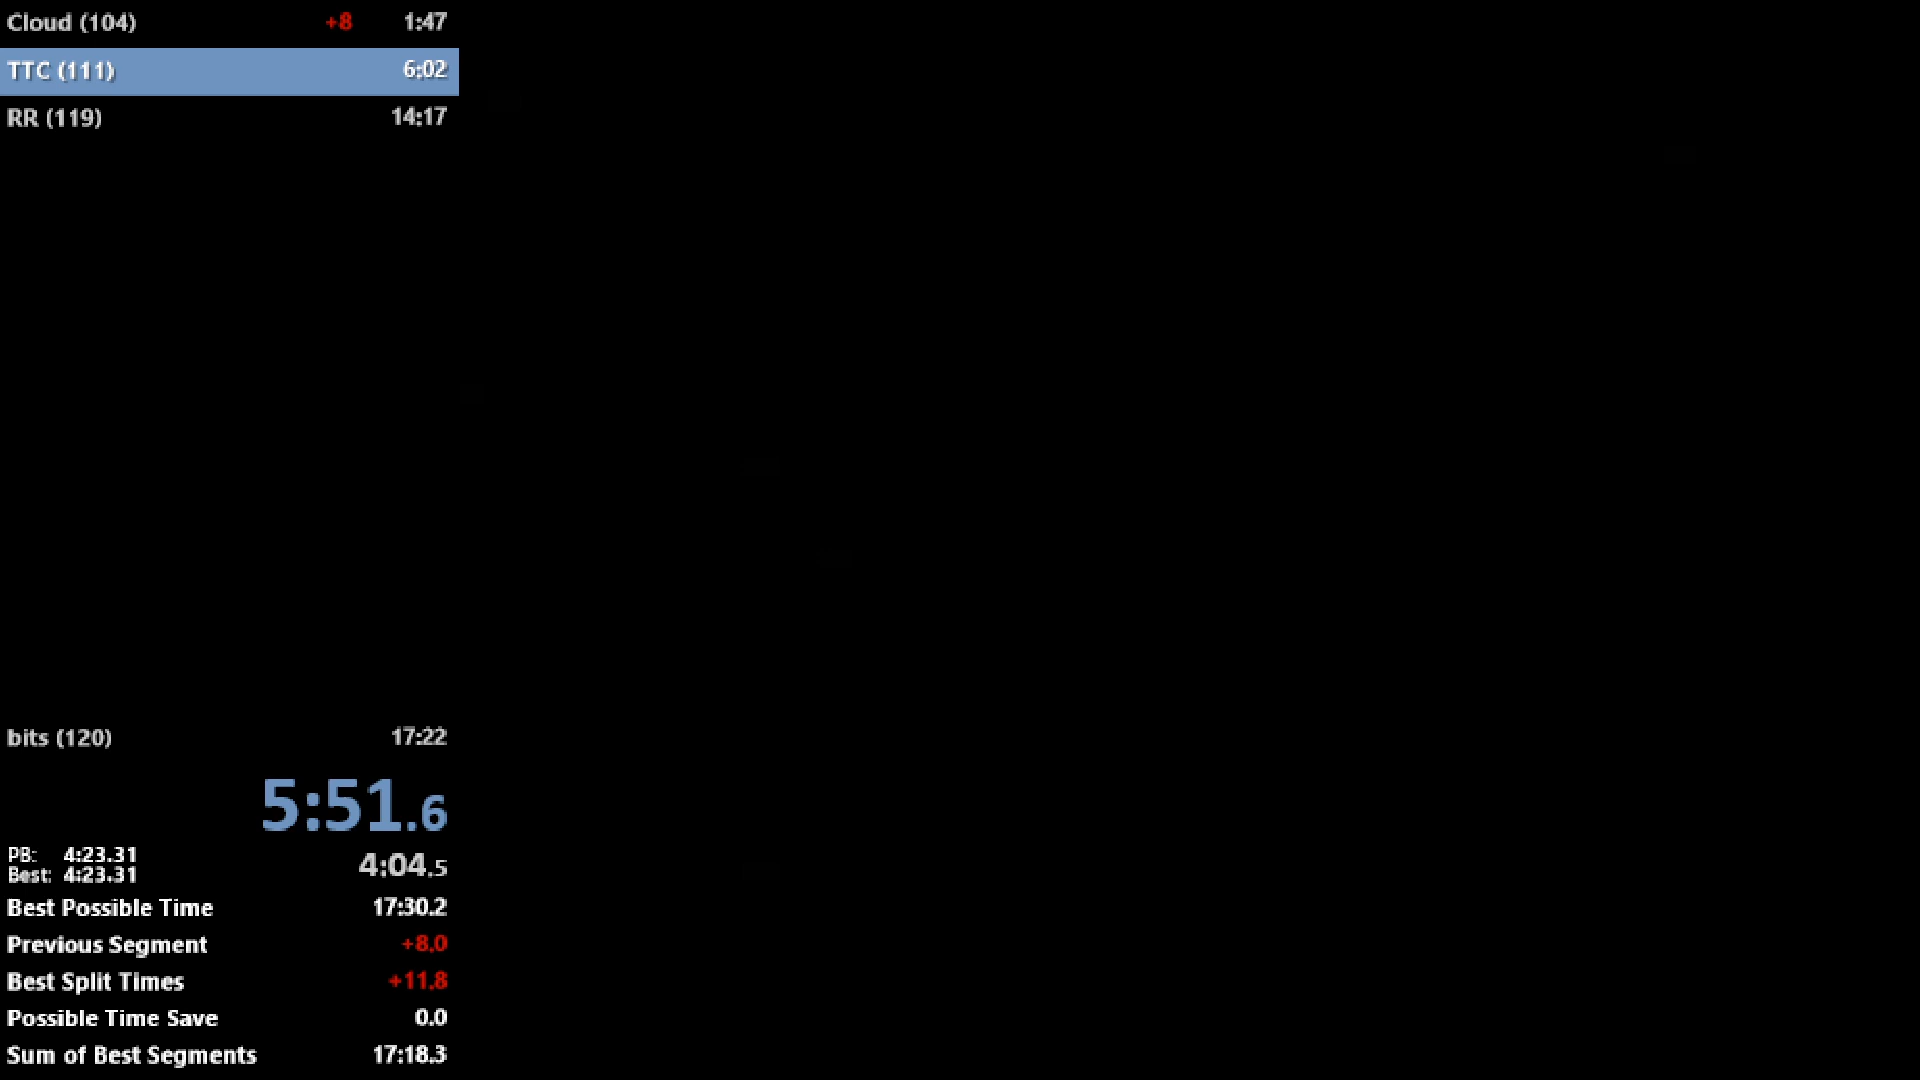 Cloud (104) +8 1:47
TTC (111) 6:02
RR (119) 14:17
bits (120) 17:22
5:51.6
PB: 4:23.31 4:04.5
Best: 4:23.31
Best Possible Time 17:30.2
Previous Segment +8.0
Best Split Times +11.8
Possible Time Save 0.0
Sum of Best Segments 17:18.3